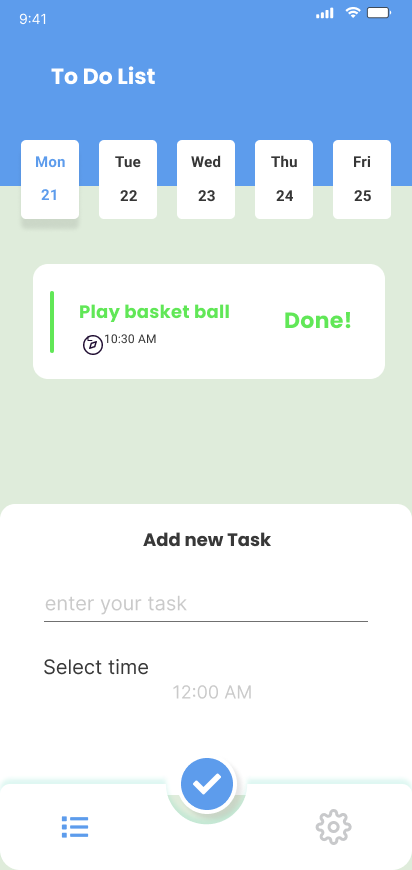 9:41
To Do List
Mon Tue Wed Thu Fri
21 22 23 24 25
Play basket ball
Done!
10:30 AM
Add new Task
enter your task
Select time
12:00 AM